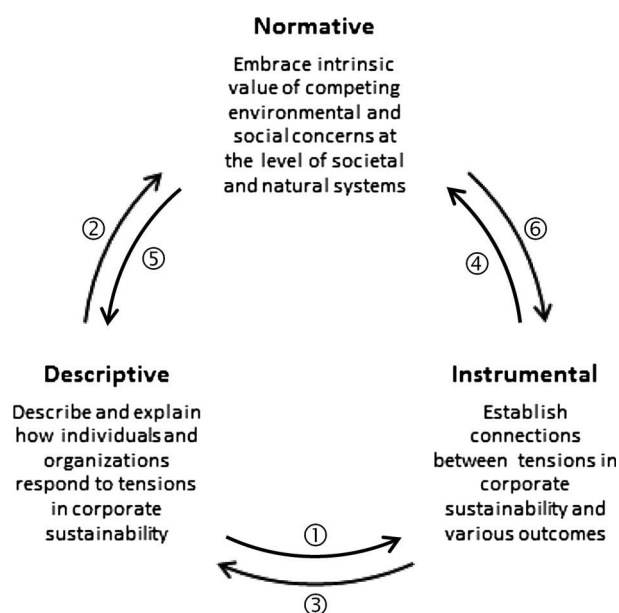 Normative
Embrace intrinsic
value of competing
environmental and
social concerns at
the level of societal
and natural systems
②
⑤
④
⑥
Descriptive
Describe and explain
how individuals and
organizations
respond to tensions
in corporate
sustainability
Instrumental
Establish
connections
between tensions in
corporate
sustainability and
various outcomes
①
③